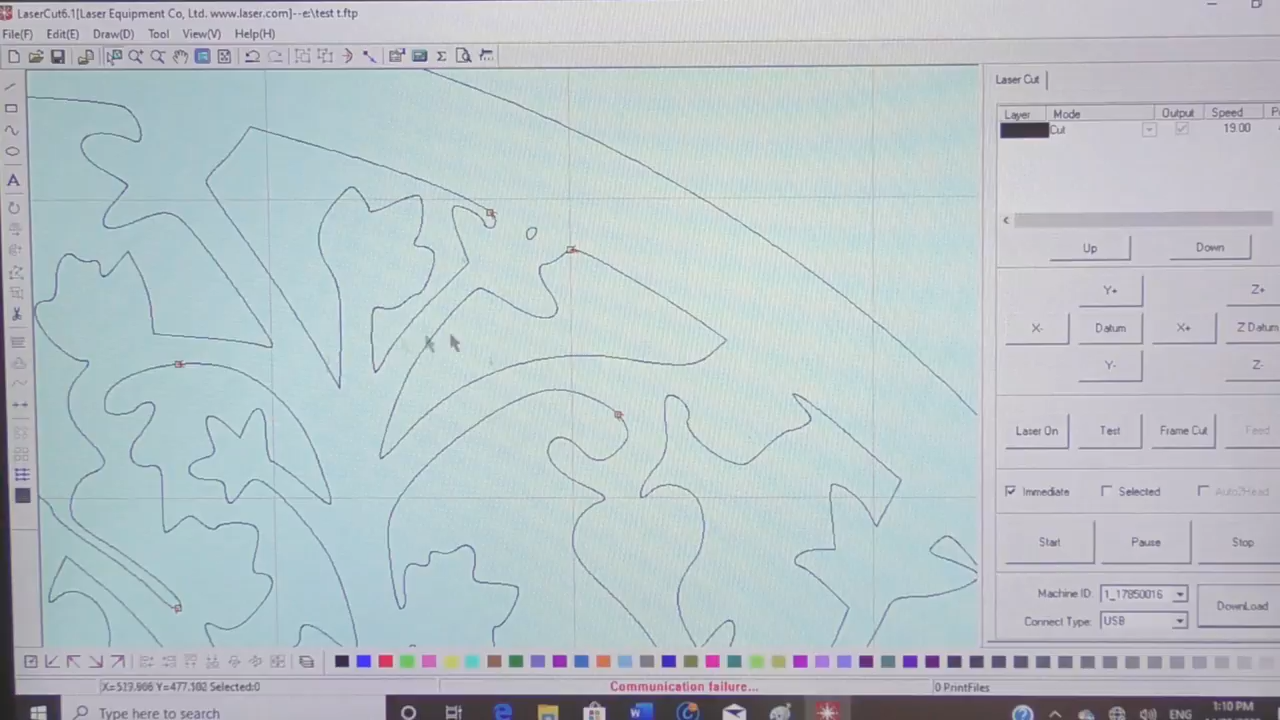 LaserCut6.1[Laser Equipment Co, Ltd. www.laser.com]--e:\test t.ftp
File(F) Edit(E) Draw(D) Tool View(V) Help(H)
Laser Cut
Layer Mode Output Speed
Cut 19.00
Up Down
Y+ Z+
X- Datum X+ Z Datum
Y- Z-
Laser On Test Frame Cut Feed
Immediate Selected
Start Pause Stop
Machine ID: 1_17850016
Connect Type: USB
DownLoad
Selected:0 Communication failure... 0 PrintFiles
Type here to search
ENG 1:10 PM